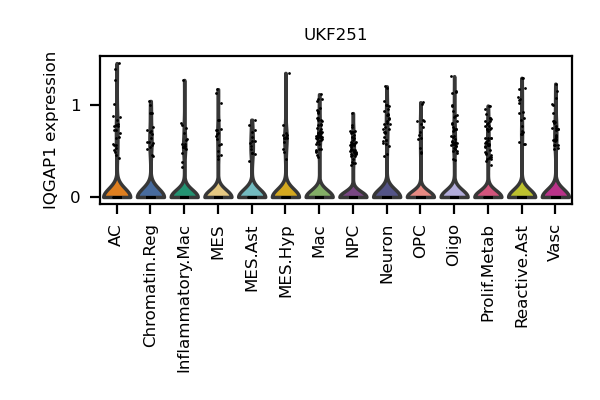 UKF251
IQGAP1 expression
1
0
AC
Chromatin.Reg
Inflammatory.Mac
MES
MES.Ast
MES.Hyp
Mac
NPC
Neuron
OPC
Oligo
Prolif.Metab
Reactive.Ast
Vasc